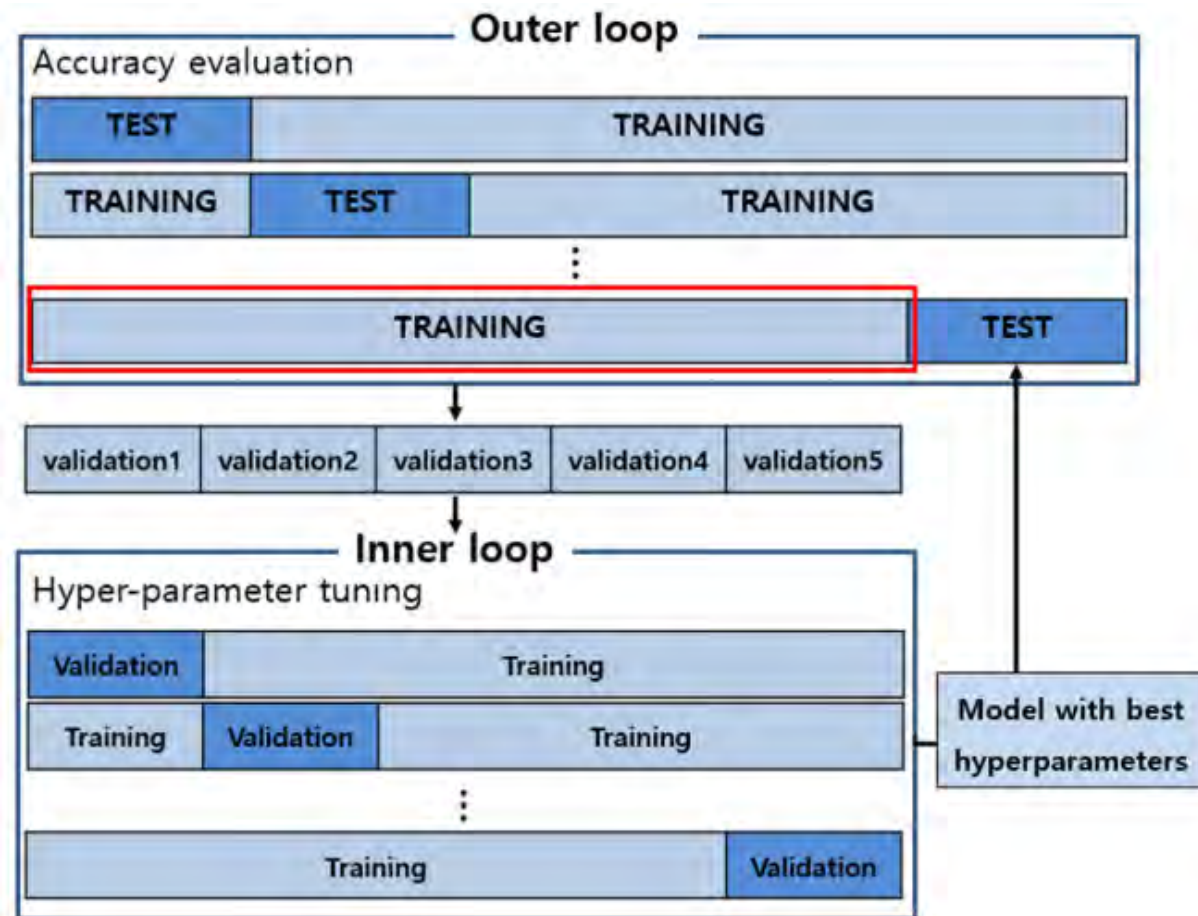 Outer loop
Accuracy evaluation
TEST TRAINING
TRAINING TEST TRAINING
TRAINING TEST
validation1 validation2 validation3 validation4 validation5
Inner loop
Hyper-parameter tuning
Validation Training
Training Validation Training
Training Validation
Model with best
hyperparameters